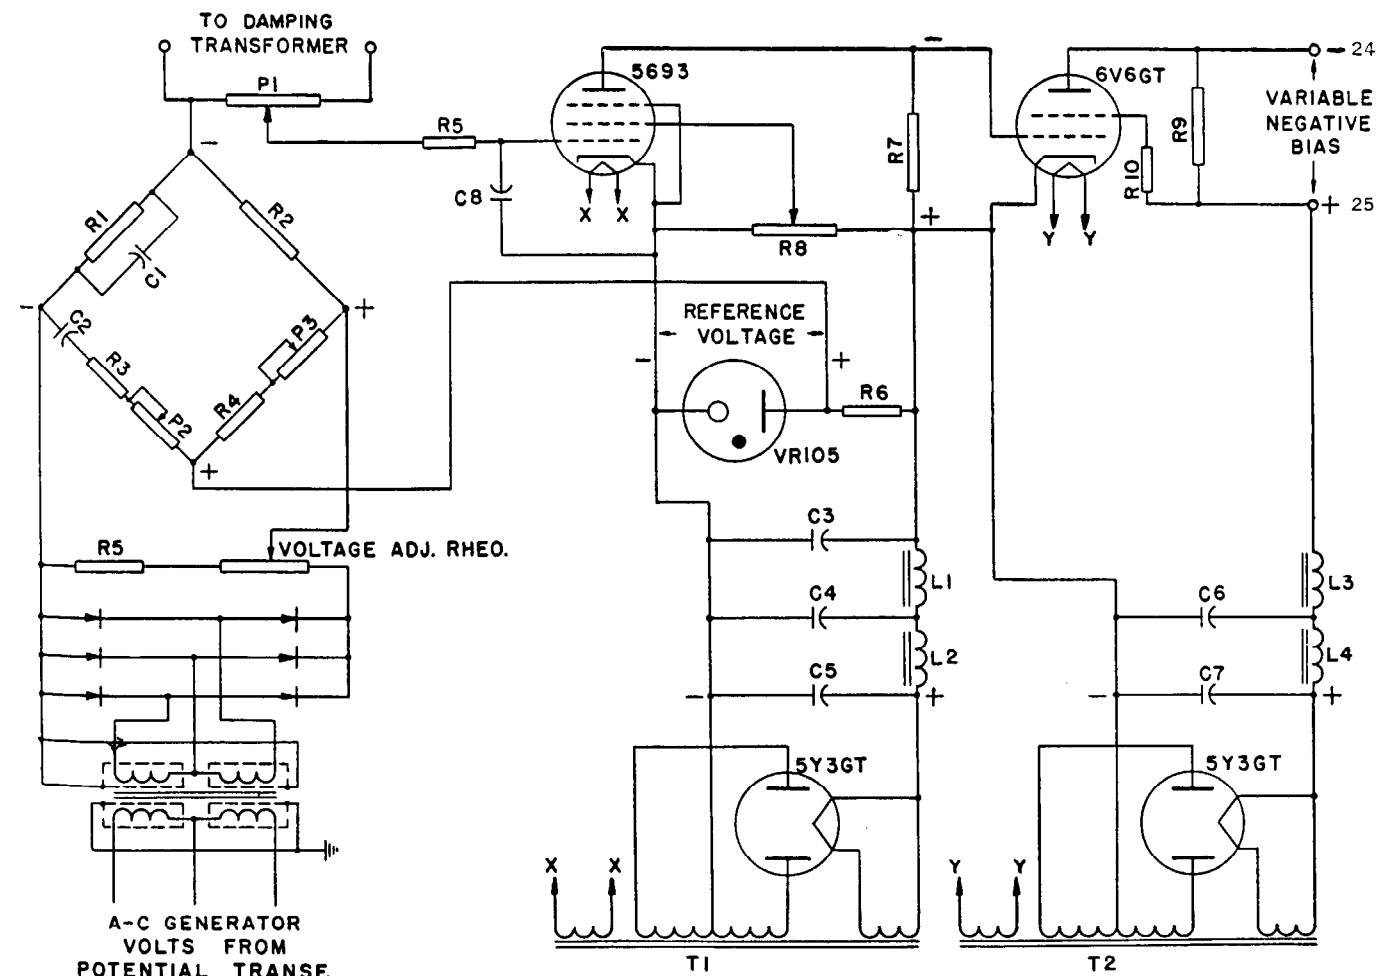 TO DAMPING
TRANSFORMER
P1
5693
6V6GT
- 24
VARIABLE
NEGATIVE
BIAS
+ 25
R5
R7
R9
R10
C8
X X
Y Y
R8
R1
R2
C1
C2
R3
P2
P3
R4
REFERENCE
VOLTAGE
R6
VR105
R5
VOLTAGE ADJ. RHEO.
C3
L1
C4
L2
C5
C6
L3
L4
C7
5Y3GT
5Y3GT
X X
Y Y
A-C GENERATOR
VOLTS FROM
POTENTIAL TRANSF.
T1
T2